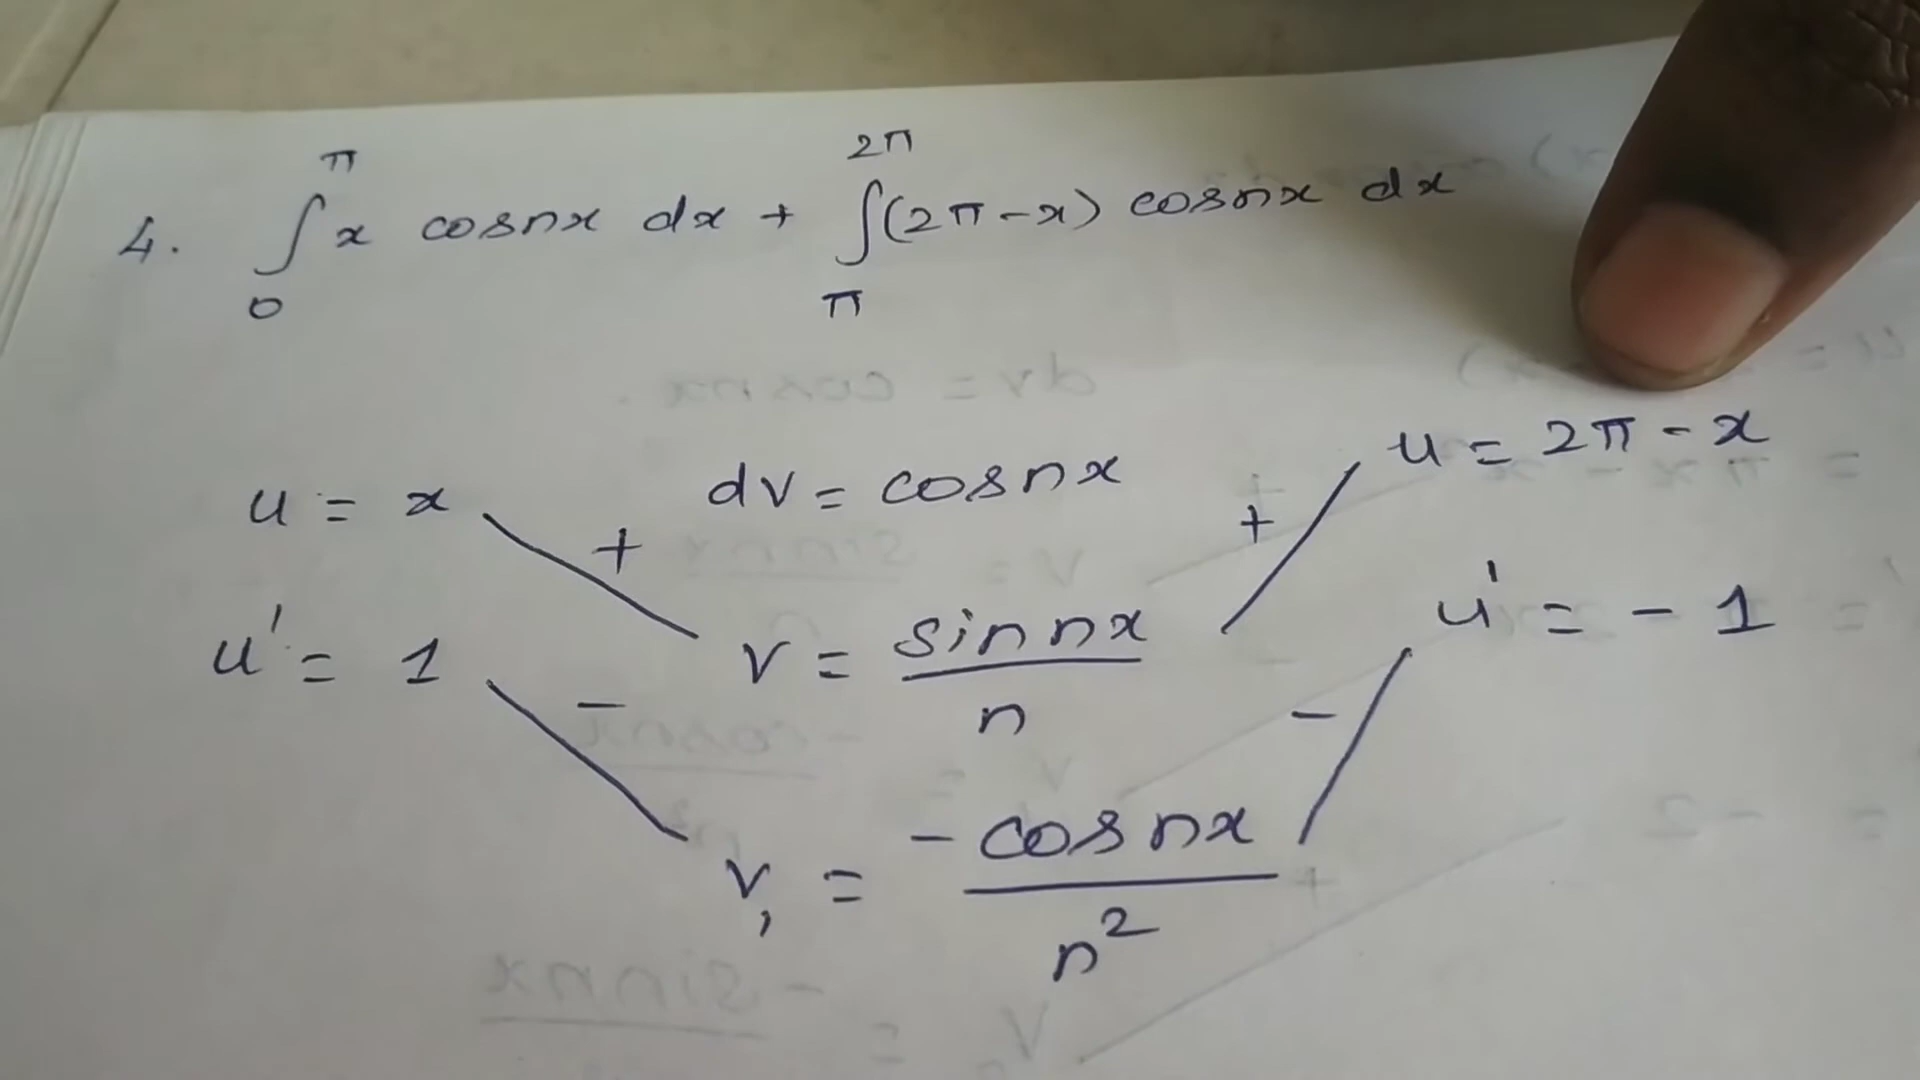 4. ∫₀^π x cosnx dx + ∫_π^2π (2π-x) cosnx dx
u = x dv = cosnx u = 2π - x
+ +
u' = 1 v = sinnx/n u' = -1
- -
v₁ = -cosnx/n²